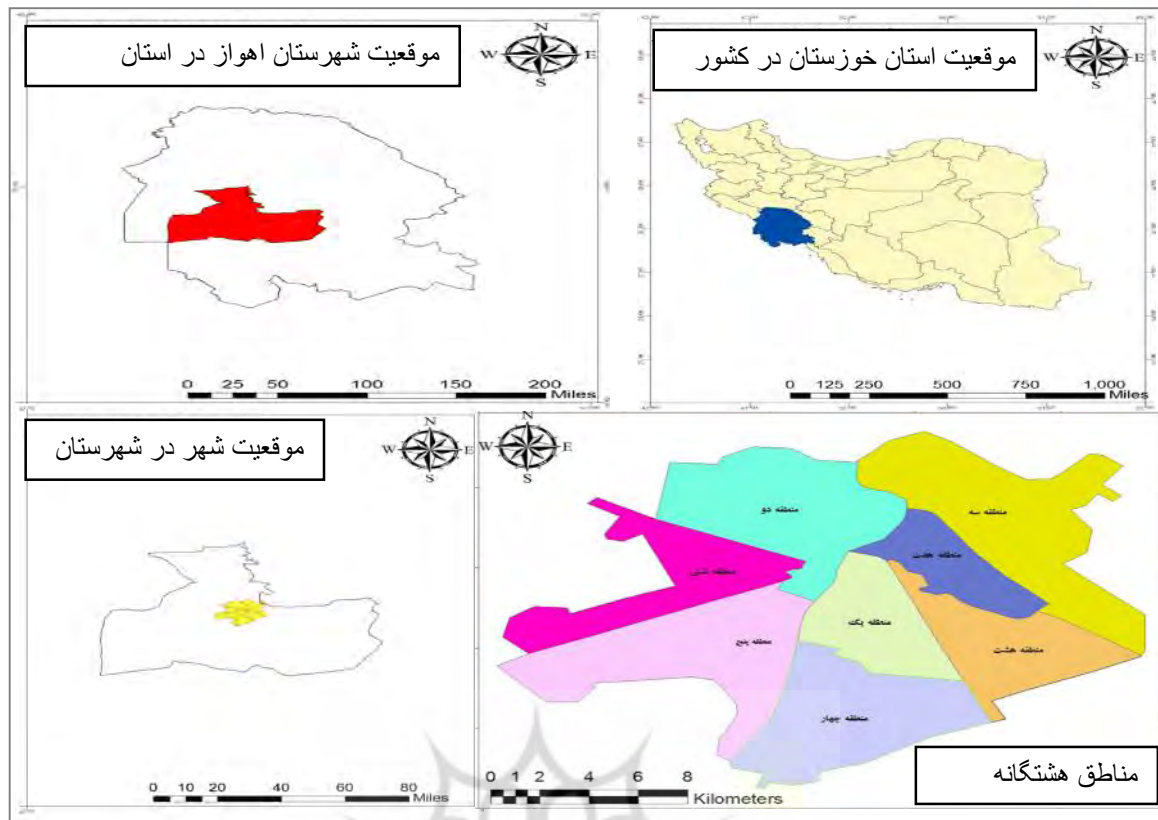 موقعیت شهرستان اهواز در استان
N
W E
S
0 25 50 100 150 200
Miles
موقعیت استان خوزستان در کشور
N
W E
S
0 125 250 500 750 1,000
Miles
موقعیت شهر در شهرستان
N
W E
S
0 10 20 40 60 80
Miles
N
W E
S
منطقه دو
منطقه سه
منطقه هفت
منطقه شش
منطقه یک
منطقه پنج
منطقه هشت
منطقه چهار
0 1 2 4 6 8
Kilometers
مناطق هشتگانه